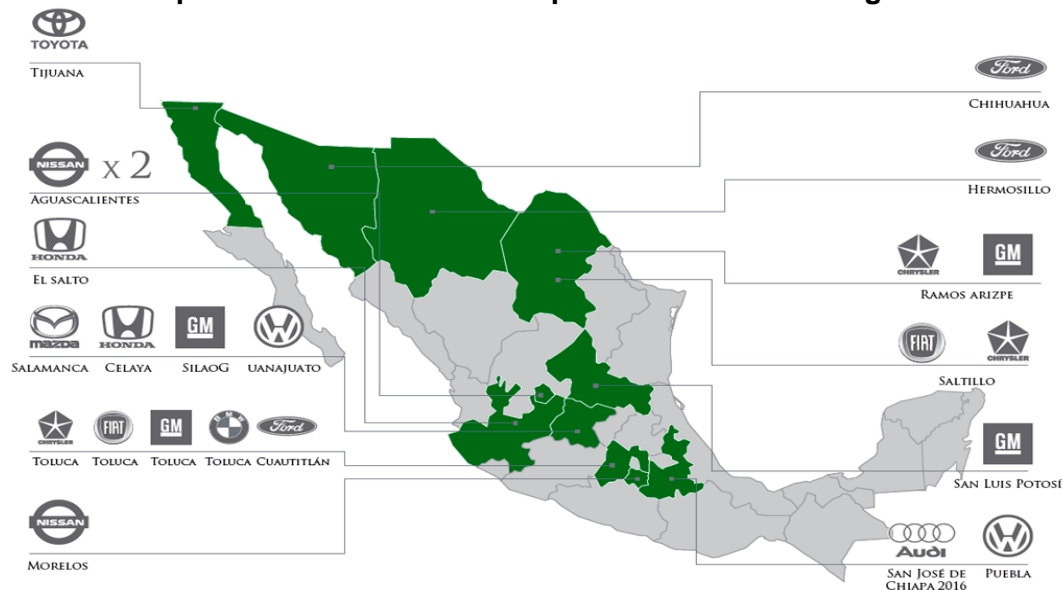 TOYOTA
TIJUANA
NISSAN x 2
AGUASCALIENTES
HONDA
EL SALTO
mazda HONDA GM
SALAMANCA CELAYA SILAOG UANAJUATO
CHRYSLER FIAT GM BMW Ford
TOLUCA TOLUCA TOLUCA TOLUCA CUAUTITLÁN
NISSAN
MORELOS
Ford
CHIHUAHUA
Ford
HERMOSILLO
CHRYSLER GM
RAMOS ARIZPE
FIAT CHRYSLER
SALTILLO
GM
SAN LUIS POTOSÍ
Audi
SAN JOSÉ DE
CHIAPA 2016
PUEBLA